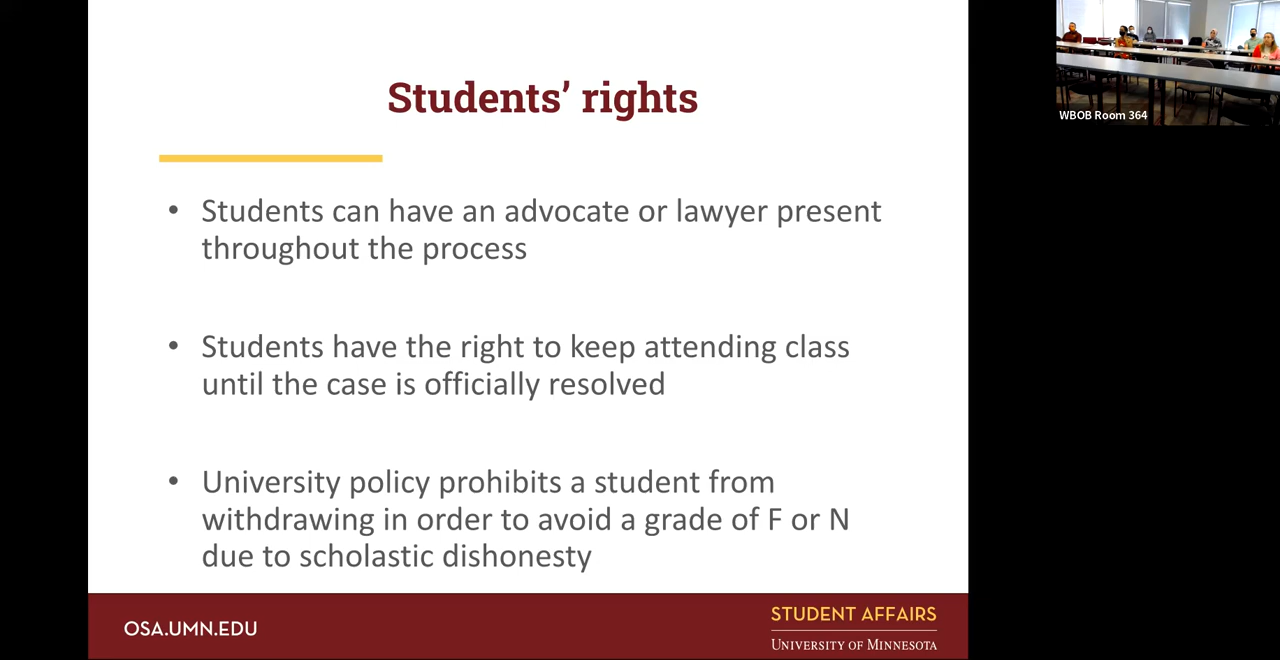 Students’ rights
• Students can have an advocate or lawyer present
throughout the process
• Students have the right to keep attending class
until the case is officially resolved
• University policy prohibits a student from
withdrawing in order to avoid a grade of F or N
due to scholastic dishonesty
OSA.UMN.EDU
STUDENT AFFAIRS
UNIVERSITY OF MINNESOTA
WBOB Room 364